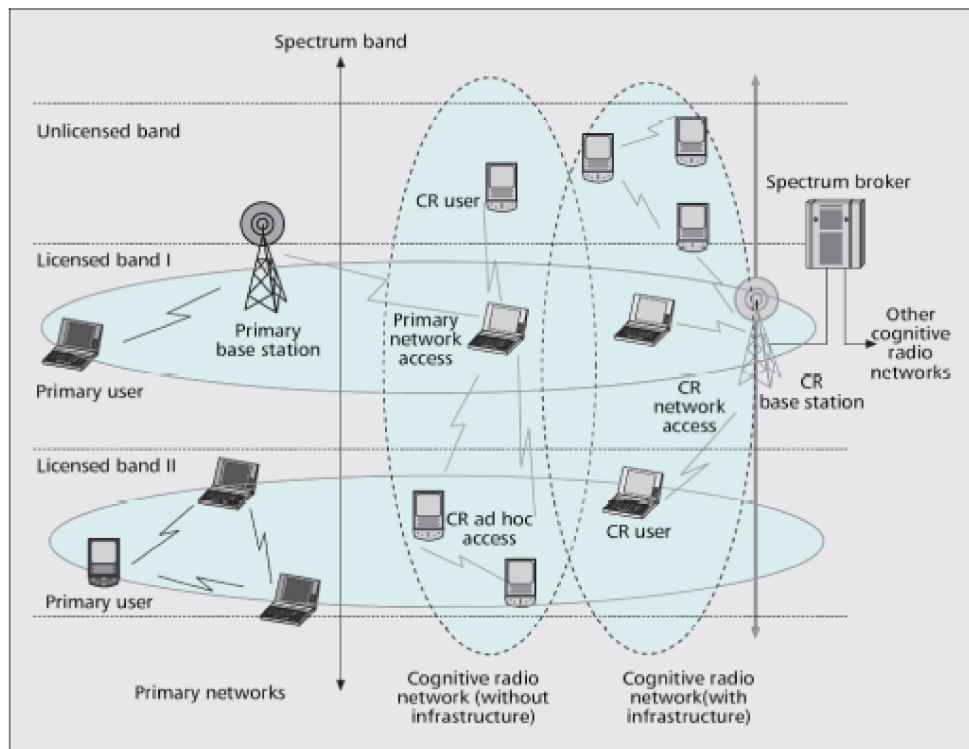 Spectrum band
Unlicensed band
Spectrum broker
CR user
Licensed band I
Primary
base station
Primary
network
access
Other
cognitive
radio
networks
Primary user
CR
network
access
CR
base station
Licensed band II
CR ad hoc
access
CR user
Primary user
Primary networks
Cognitive radio
network (without
infrastructure)
Cognitive radio
network(with
infrastructure)